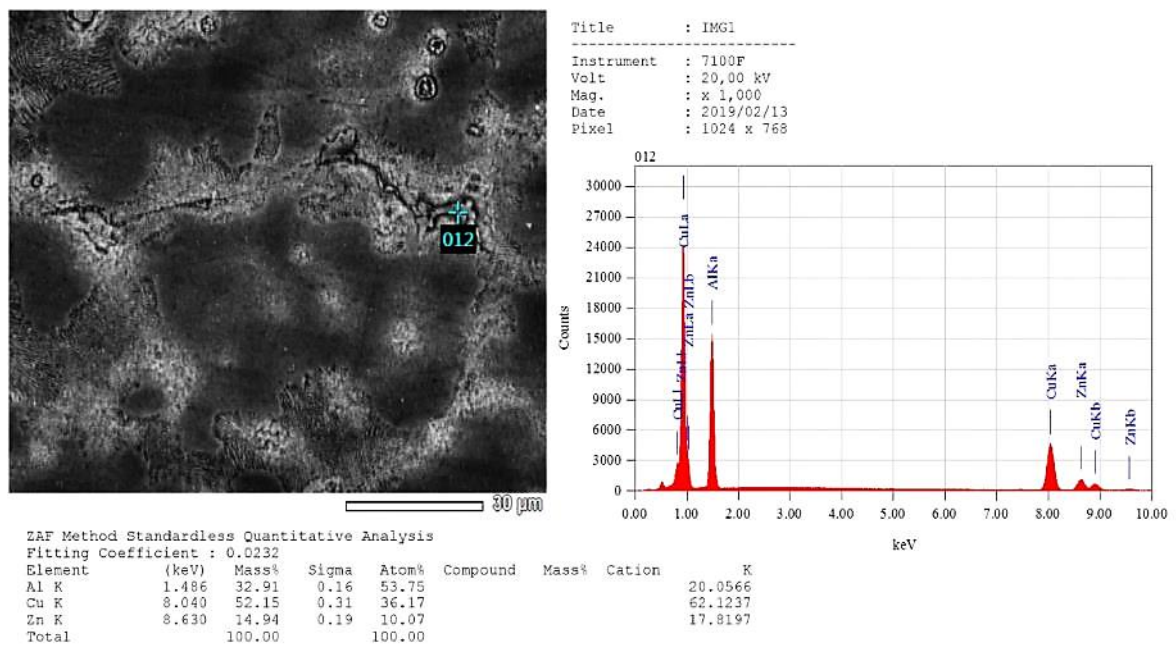 Title : IMG1
-------------------------
Instrument : 7100F
Volt : 20,00 kV
Mag. : x 1,000
Date : 2019/02/13
Pixel : 1024 x 768
012
30 µm
012
30000
27000
24000
21000
18000
15000
12000
9000
6000
3000
0
Counts
CuLl
ZnLl
CuLa
ZnLa
ZnLb
AlKa
CuKa
ZnKa
CuKb
ZnKb
0.00 1.00 2.00 3.00 4.00 5.00 6.00 7.00 8.00 9.00 10.00
keV
ZAF Method Standardless Quantitative Analysis
Fitting Coefficient : 0.0232
Element (keV) Mass% Sigma Atom% Compound Mass% Cation K
Al K 1.486 32.91 0.16 53.75 20.0566
Cu K 8.040 52.15 0.31 36.17 62.1237
Zn K 8.630 14.94 0.19 10.07 17.8197
Total 100.00 100.00